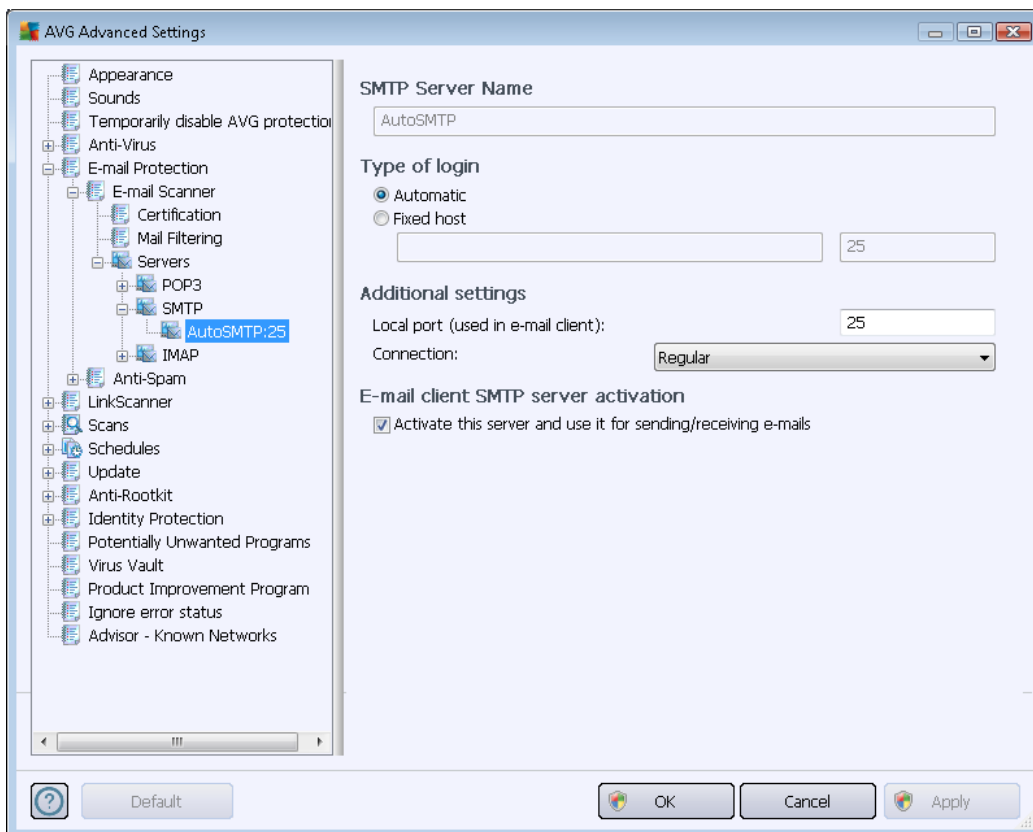 AVG Advanced Settings
Appearance
Sounds
Temporarily disable AVG protection
Anti-Virus
E-mail Protection
E-mail Scanner
Certification
Mail Filtering
Servers
POP3
SMTP
AutoSMTP:25
IMAP
Anti-Spam
LinkScanner
Scans
Schedules
Update
Anti-Rootkit
Identity Protection
Potentially Unwanted Programs
Virus Vault
Product Improvement Program
Ignore error status
Advisor - Known Networks
SMTP Server Name
AutoSMTP
Type of login
Automatic
Fixed host
25
Additional settings
Local port (used in e-mail client): 25
Connection: Regular
E-mail client SMTP server activation
Activate this server and use it for sending/receiving e-mails
? Default OK Cancel Apply